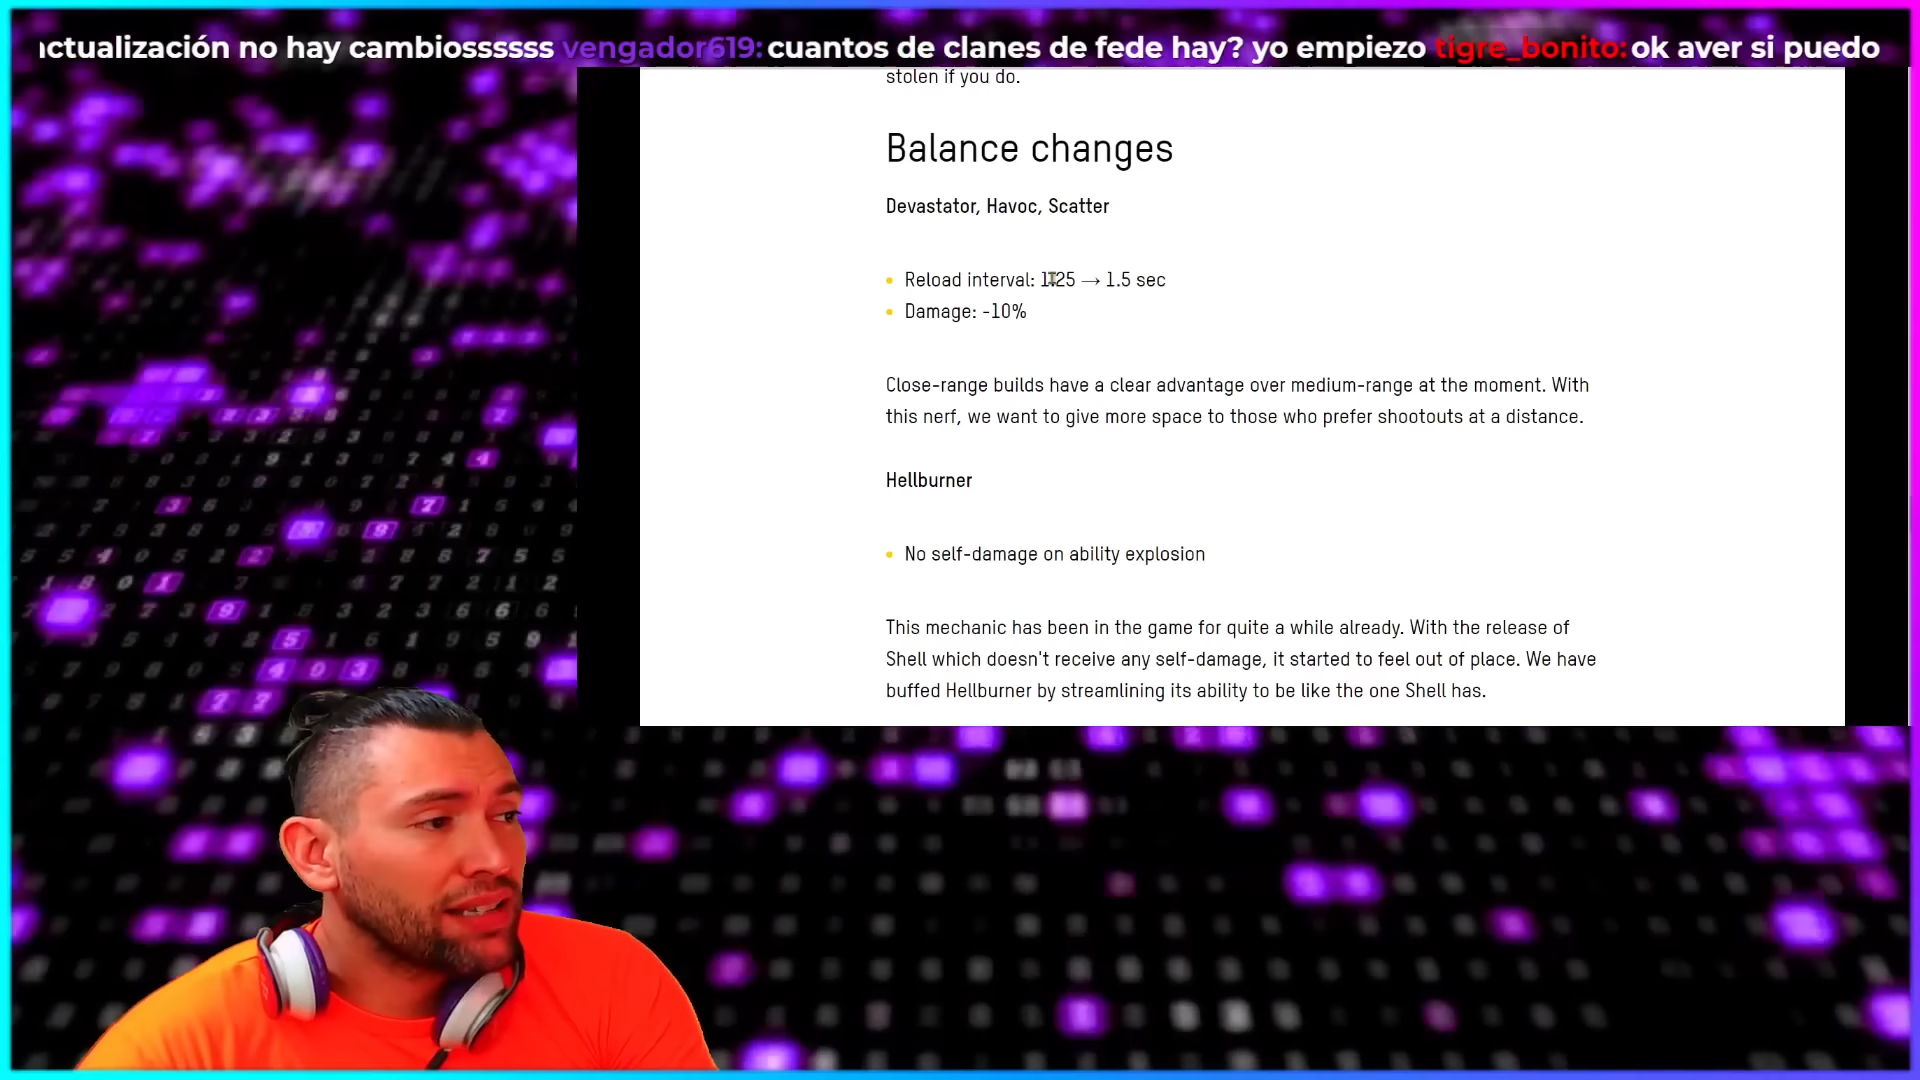 actualización no hay cambiossssss vengador619: cuantos de clanes de fede hay? yo empiezo tigre_bonito: ok aver si puedo
stolen if you do.
Balance changes
Devastator, Havoc, Scatter
• Reload interval: 1.25 → 1.5 sec
• Damage: -10%
Close-range builds have a clear advantage over medium-range at the moment. With
this nerf, we want to give more space to those who prefer shootouts at a distance.
Hellburner
• No self-damage on ability explosion
This mechanic has been in the game for quite a while already. With the release of
Shell which doesn't receive any self-damage, it started to feel out of place. We have
buffed Hellburner by streamlining its ability to be like the one Shell has.